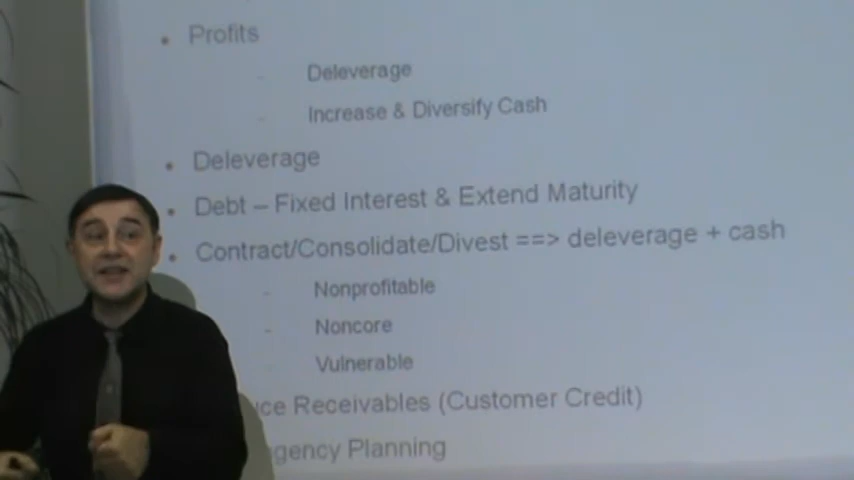 • Profits
- Deleverage
- Increase & Diversify Cash
• Deleverage
• Debt – Fixed Interest & Extend Maturity
• Contract/Consolidate/Divest ==> deleverage + cash
- Nonprofitable
- Noncore
- Vulnerable
uce Receivables (Customer Credit)
gency Planning